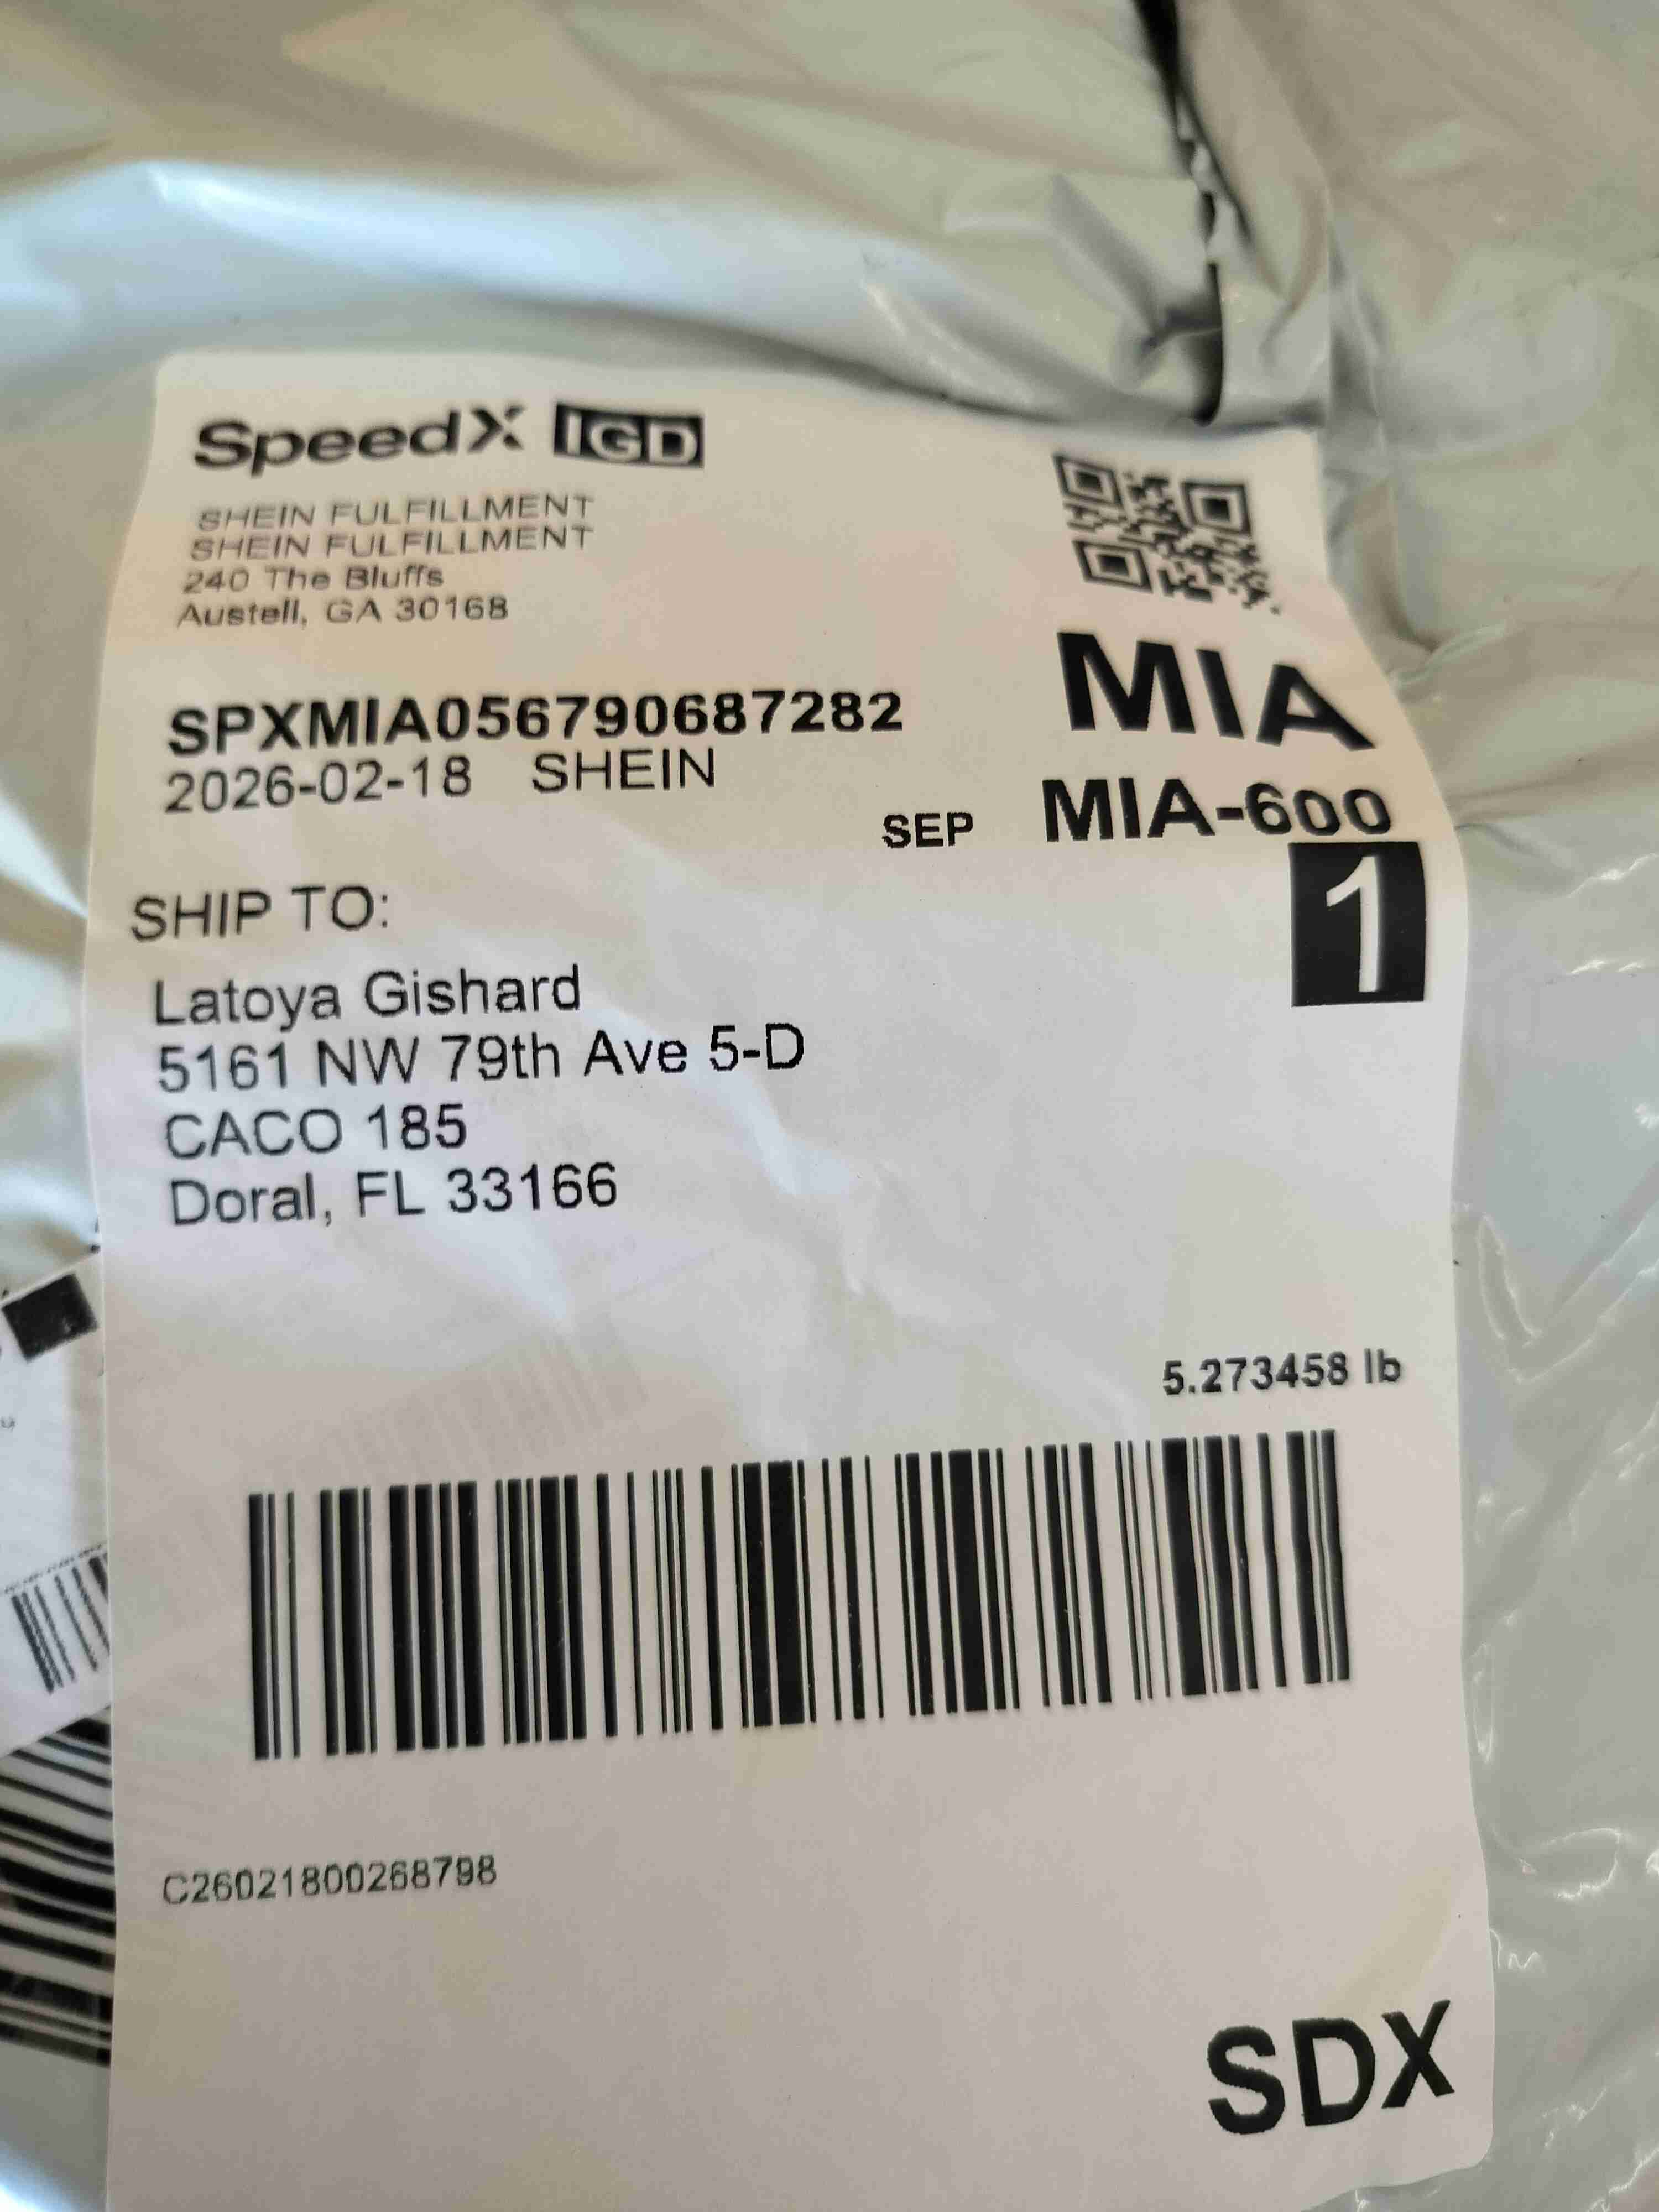 SpeedX IGD
SHEIN FULFILLMENT
SHEIN FULFILLMENT
240 The Bluffs
Austell, GA 30168
SPXMIA056790687282
2026-02-18 SHEIN
MIA
SEP MIA-600
1
SHIP TO:
Latoya Gishard
5161 NW 79th Ave 5-D
CACO 185
Doral, FL 33166
5.273458 lb
C26021800268798
SDX